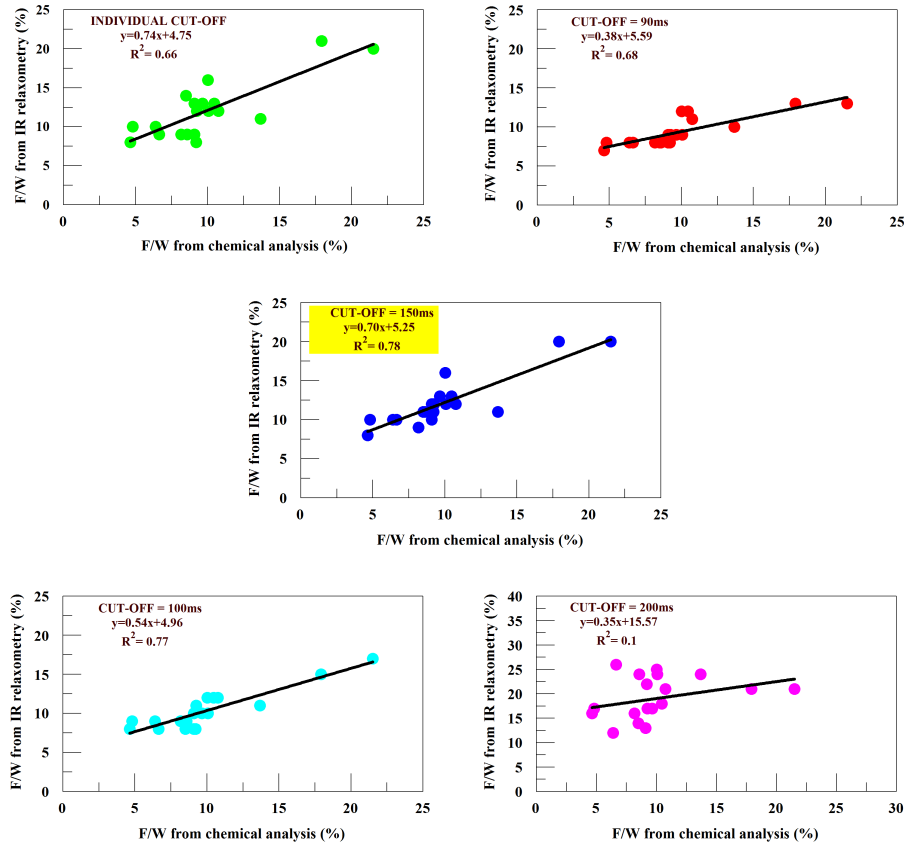 INDIVIDUAL CUT-OFF
y=0.74x+4.75
R²= 0.66
25
20
15
10
5
0
0 5 10 15 20 25
F/W from IR relaxometry (%)
F/W from chemical analysis (%)
CUT-OFF = 90ms
y=0.38x+5.59
R²= 0.68
25
20
15
10
5
0
0 5 10 15 20 25
F/W from IR relaxometry (%)
F/W from chemical analysis (%)
CUT-OFF = 150ms
y=0.70x+5.25
R²= 0.78
25
20
15
10
5
0
0 5 10 15 20 25
F/W from IR relaxometry (%)
F/W from chemical analysis (%)
CUT-OFF = 100ms
y=0.54x+4.96
R²= 0.77
25
20
15
10
5
0
0 5 10 15 20 25
F/W from IR relaxometry (%)
F/W from chemical analysis (%)
CUT-OFF = 200ms
y=0.35x+15.57
R²= 0.1
40
35
30
25
20
15
10
5
0
0 5 10 15 20 25 30
F/W from IR relaxometry (%)
F/W from chemical analysis (%)